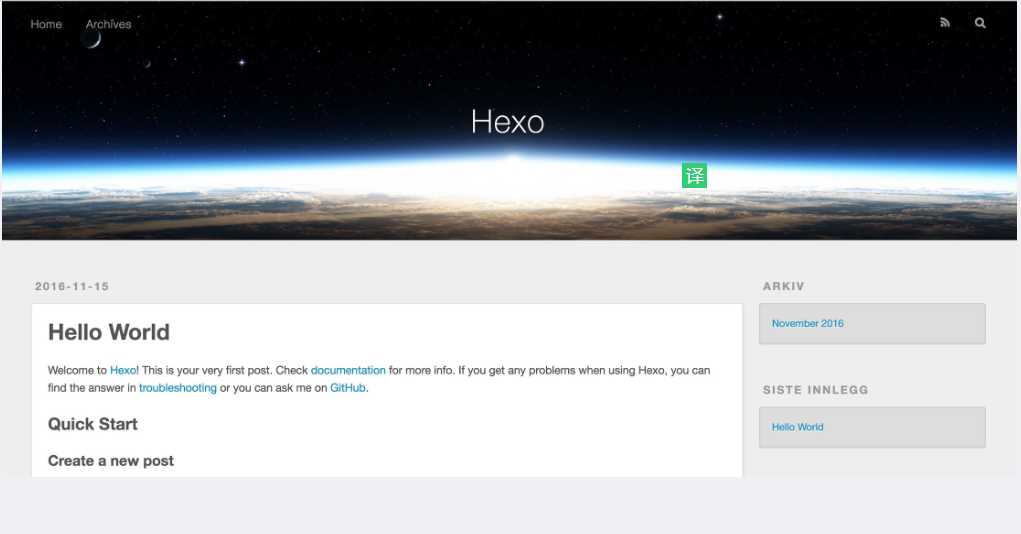 Home Archives
Hexo
译
2016-11-15
Hello World
Welcome to Hexo! This is your very first post. Check documentation for more info. If you get any problems when using Hexo, you can
find the answer in troubleshooting or you can ask me on GitHub.
Quick Start
Create a new post
ARKIV
November 2016
SISTE INNLEGG
Hello World